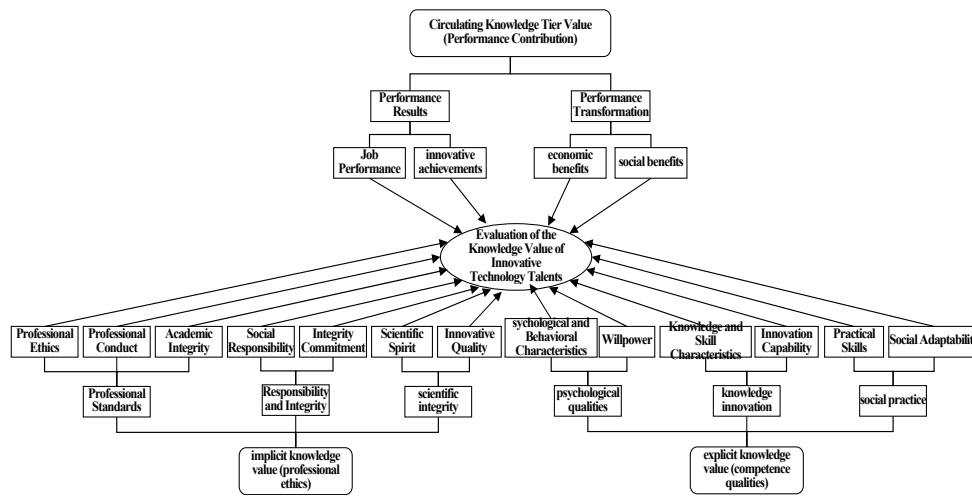 Circulating Knowledge Tier Value
(Performance Contribution)
Performance
Results
Performance
Transformation
Job
Performance
innovative
achievements
economic
benefits
social benefits
Evaluation of the
Knowledge Value of
Innovative
Technology Talents
Professional
Ethics
Professional
Conduct
Academic
Integrity
Social
Responsibility
Integrity
Commitment
Scientific
Spirit
Innovative
Quality
sychological and
Behavioral
Characteristics
Willpower
Knowledge and
Skill
Characteristics
Innovation
Capability
Practical
Skills
Social Adaptability
Professional
Standards
Responsibility
and Integrity
scientific
integrity
psychological
qualities
knowledge
innovation
social practice
implicit knowledge
value (professional
ethics)
explicit knowledge
value (competence
qualities)